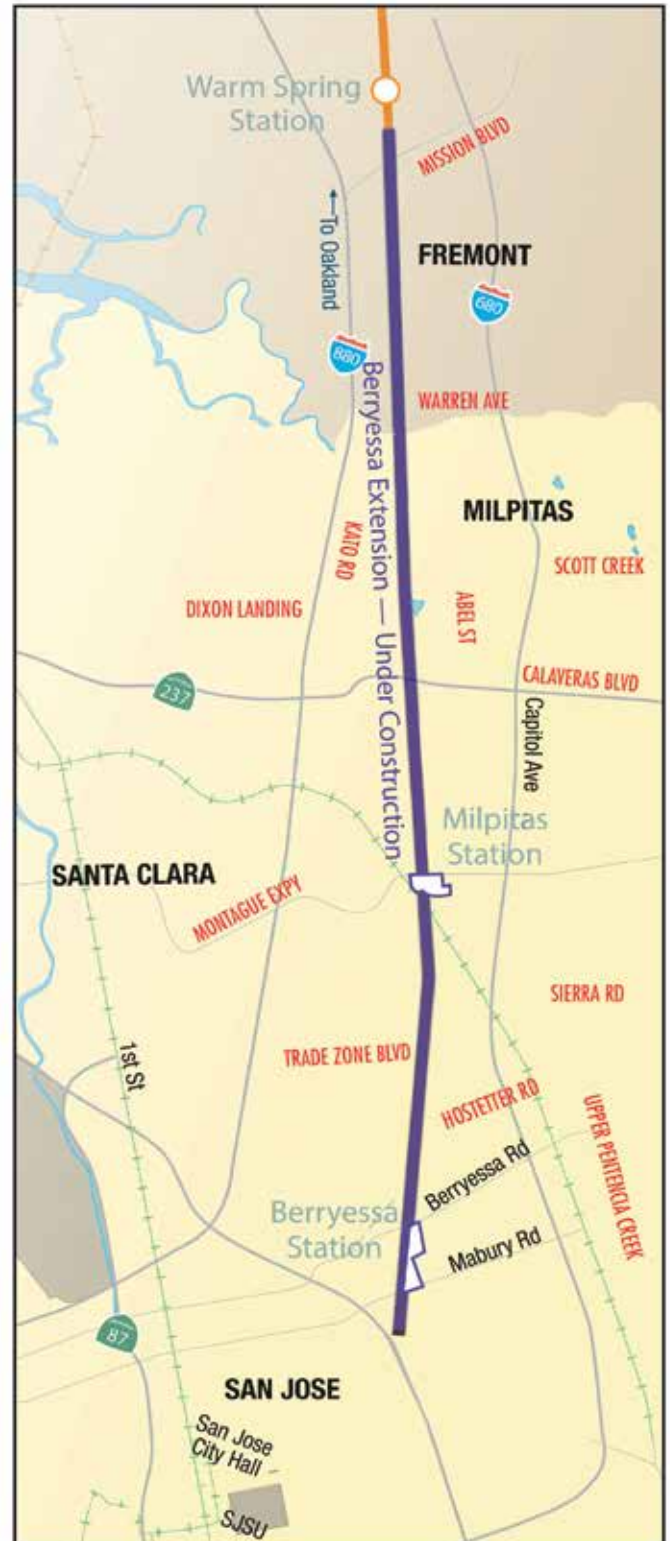 Warm Spring
Station
MISSION BLVD
←To Oakland
FREMONT
680
880
WARREN AVE
Berryessa Extension — Under Construction
MILPITAS
KATO RD
SCOTT CREEK
DIXON LANDING
ABEL ST
CALAVERAS BLVD
237
Capitol Ave
Milpitas
Station
SANTA CLARA
MONTAGUE EXPY
SIERRA RD
1st St
TRADE ZONE BLVD
HOSTETTER RD
UPPER PENTENCIA CREEK
Berryessa Rd
Berryessa
Station
Mabury Rd
87
SAN JOSE
San Jose
City Hall
SJSU